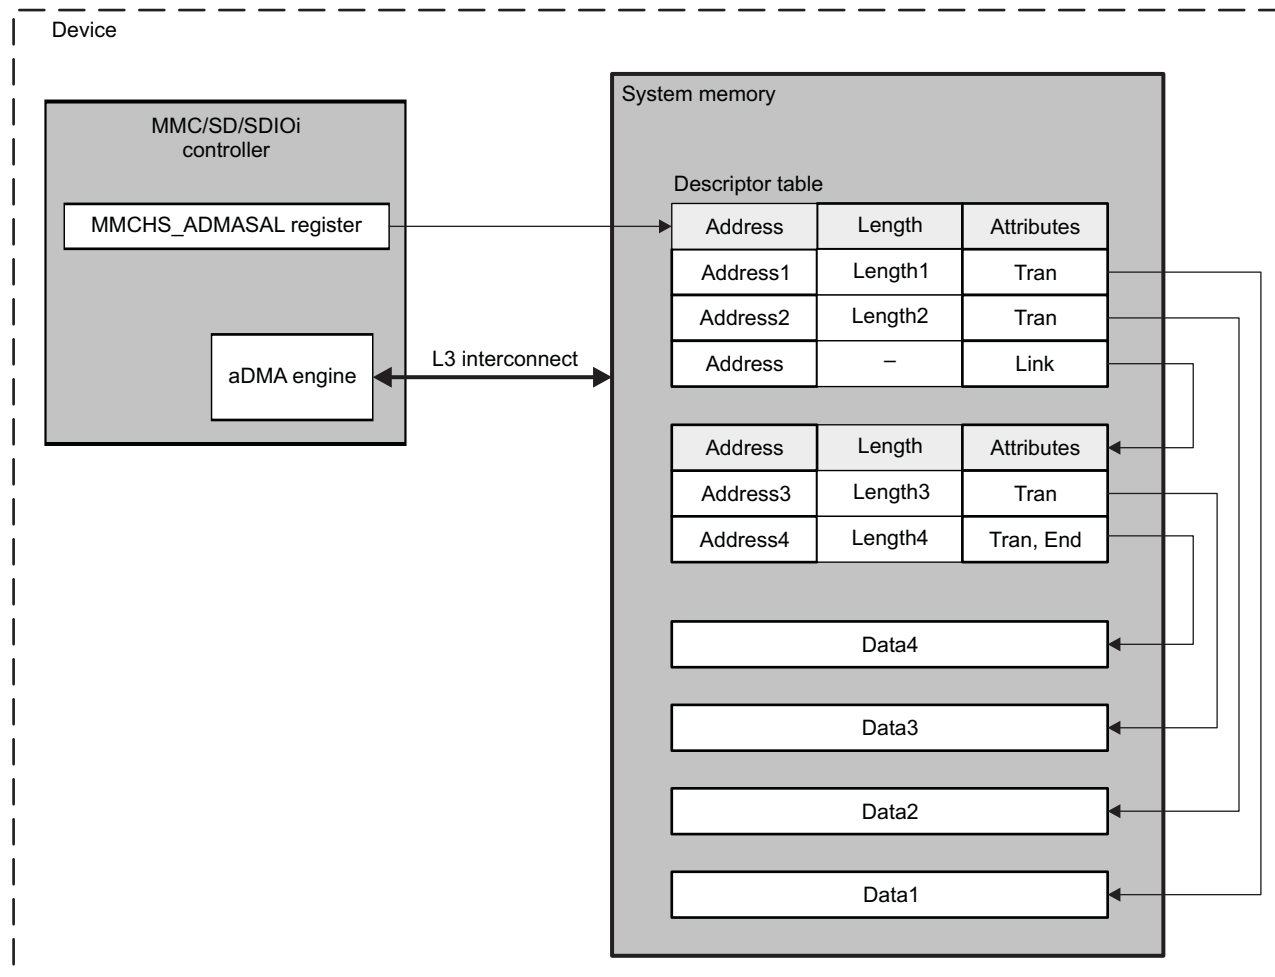 Device
System memory
MMC/SD/SDIOi
controller
MMCHS_ADMASAL register
aDMA engine
L3 interconnect
Descriptor table
Address Length Attributes
Address1 Length1 Tran
Address2 Length2 Tran
Address – Link
Address Length Attributes
Address3 Length3 Tran
Address4 Length4 Tran, End
Data4
Data3
Data2
Data1